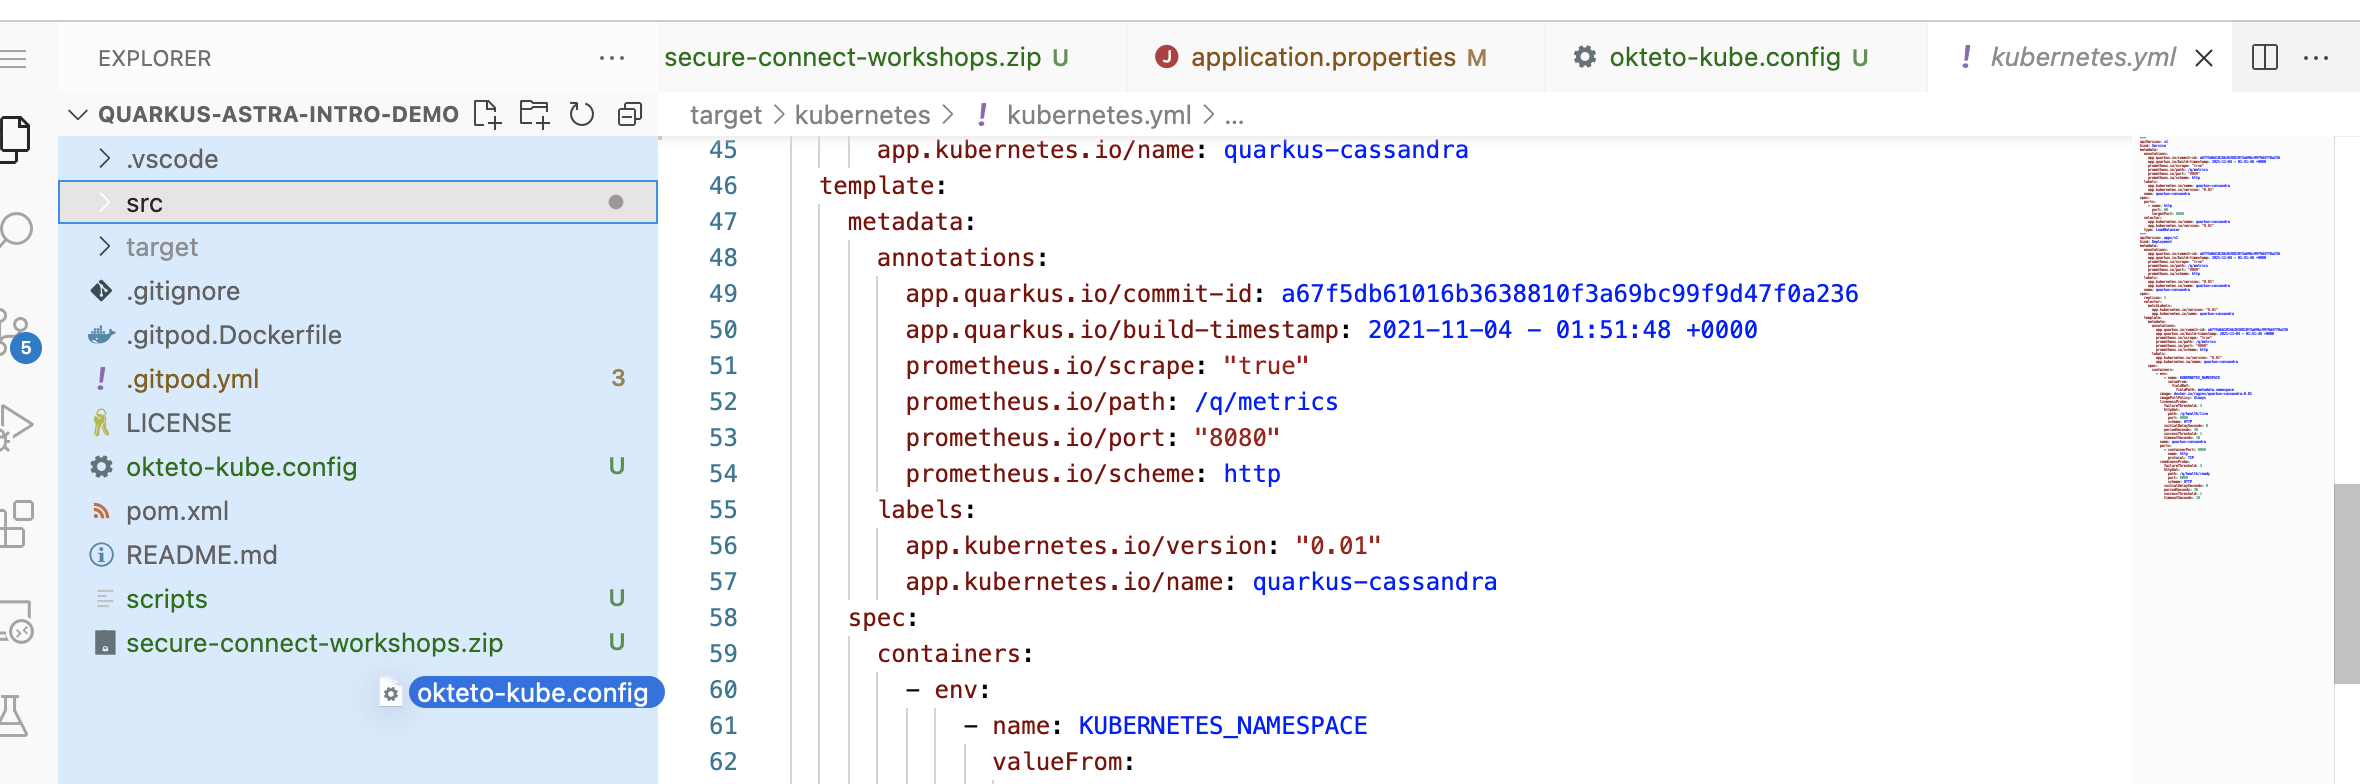 EXPLORER ...
secure-connect-workshops.zip U
application.properties M
okteto-kube.config U
! kubernetes.yml
...
QUARKUS-ASTRA-INTRO-DEMO
target > kubernetes > ! kubernetes.yml > ...
.vscode
src
target
.gitignore
.gitpod.Dockerfile
! .gitpod.yml 3
LICENSE
okteto-kube.config U
pom.xml
README.md
scripts U
secure-connect-workshops.zip U
okteto-kube.config
5
45 app.kubernetes.io/name: quarkus-cassandra
46 template:
47 metadata:
48 annotations:
49 app.quarkus.io/commit-id: a67f5db61016b3638810f3a69bc99f9d47f0a236
50 app.quarkus.io/build-timestamp: 2021-11-04 - 01:51:48 +0000
51 prometheus.io/scrape: "true"
52 prometheus.io/path: /q/metrics
53 prometheus.io/port: "8080"
54 prometheus.io/scheme: http
55 labels:
56 app.kubernetes.io/version: "0.01"
57 app.kubernetes.io/name: quarkus-cassandra
58 spec:
59 containers:
60 - env:
61 - name: KUBERNETES_NAMESPACE
62 valueFrom: